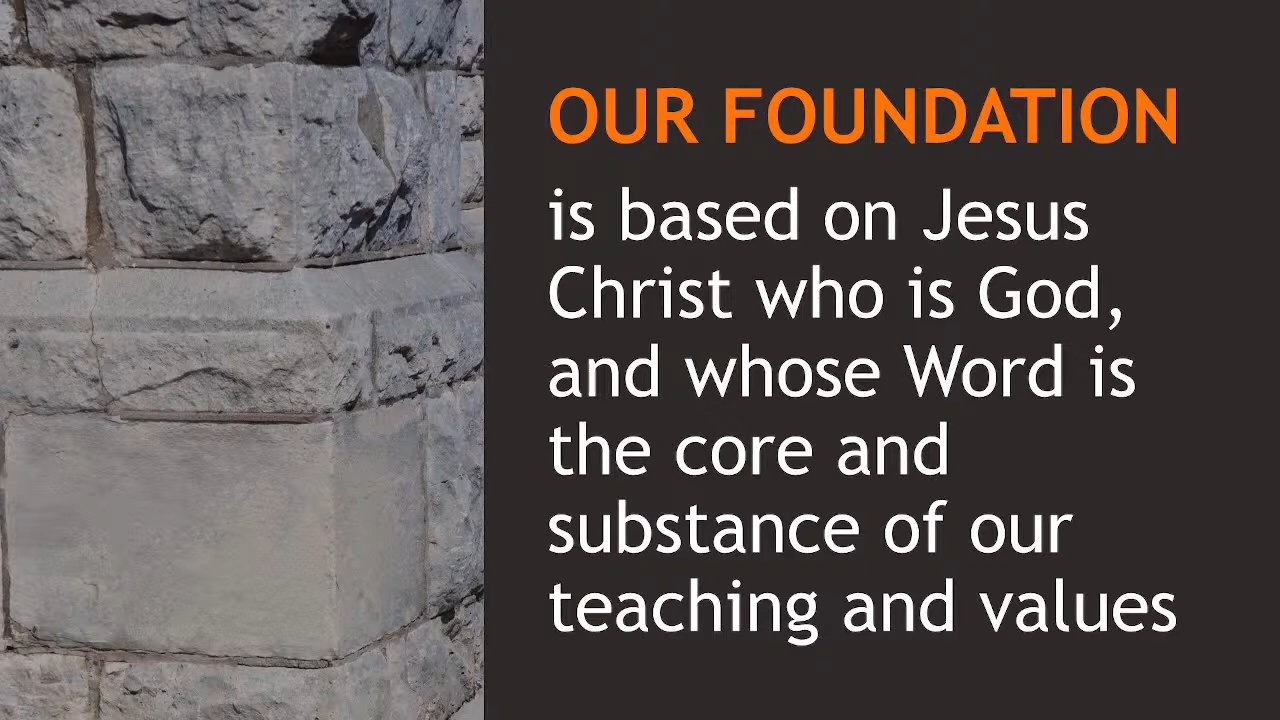 OUR FOUNDATION
is based on Jesus
Christ who is God,
and whose Word is
the core and
substance of our
teaching and values